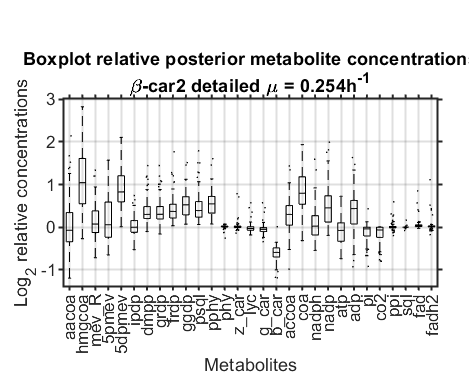 Boxplot relative posterior metabolite concentrations
β-car2 detailed μ = 0.254h-1
Log2 relative concentrations
3
2
1
0
-1
aacoa
hmgcoa
mev_R
5pmev
5dpmev
ipdp
dmpp
grdp
frdp
ggdp
psql
pphy
phy
z_car
lyc
g_car
b_car
accoa
coa
nadph
nadp
atp
adp
pi
co2
ppi
sql
fad
fadh2
Metabolites